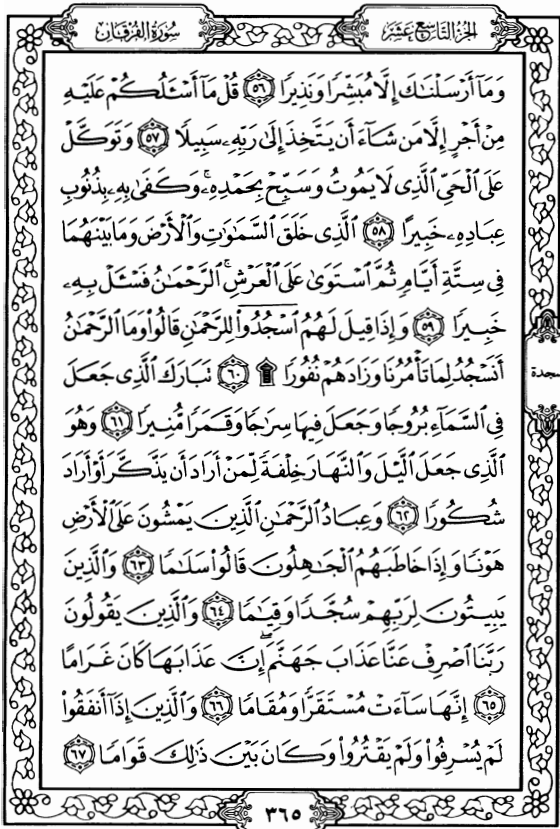 الجزء التاسع عشر
سورة الفرقان
وَمَآ أَرْسَلْنَٰكَ إِلَّا مُبَشِّرًا وَنَذِيرًا ٥٦ قُلْ مَآ أَسْـَٔلُكُمْ عَلَيْهِ
مِنْ أَجْرٍ إِلَّا مَن شَآءَ أَن يَتَّخِذَ إِلَىٰ رَبِّهِۦ سَبِيلًا ٥٧ وَتَوَكَّلْ
عَلَى ٱلْحَىِّ ٱلَّذِى لَا يَمُوتُ وَسَبِّحْ بِحَمْدِهِۦ ۚ وَكَفَىٰ بِهِۦ بِذُنُوبِ
عِبَادِهِۦ خَبِيرًا ٥٨ ٱلَّذِى خَلَقَ ٱلسَّمَٰوَٰتِ وَٱلْأَرْضَ وَمَا بَيْنَهُمَا
فِى سِتَّةِ أَيَّامٍ ثُمَّ ٱسْتَوَىٰ عَلَى ٱلْعَرْشِ ۚ ٱلرَّحْمَٰنُ فَسْـَٔلْ بِهِۦ
خَبِيرًا ٥٩ وَإِذَا قِيلَ لَهُمُ ٱسْجُدُوا۟ لِلرَّحْمَٰنِ قَالُوا۟ وَمَا ٱلرَّحْمَٰنُ
أَنَسْجُدُ لِمَا تَأْمُرُنَا وَزَادَهُمْ نُفُورًا ۩ ٦٠ تَبَارَكَ ٱلَّذِى جَعَلَ
سجدة
فِى ٱلسَّمَآءِ بُرُوجًا وَجَعَلَ فِيهَا سِرَٰجًا وَقَمَرًا مُّنِيرًا ٦١ وَهُوَ
ٱلَّذِى جَعَلَ ٱلَّيْلَ وَٱلنَّهَارَ خِلْفَةً لِّمَنْ أَرَادَ أَن يَذَّكَّرَ أَوْ أَرَادَ
شُكُورًا ٦٢ وَعِبَادُ ٱلرَّحْمَٰنِ ٱلَّذِينَ يَمْشُونَ عَلَى ٱلْأَرْضِ
هَوْنًا وَإِذَا خَاطَبَهُمُ ٱلْجَٰهِلُونَ قَالُوا۟ سَلَٰمًا ٦٣ وَٱلَّذِينَ
يَبِيتُونَ لِرَبِّهِمْ سُجَّدًا وَقِيَٰمًا ٦٤ وَٱلَّذِينَ يَقُولُونَ
رَبَّنَا ٱصْرِفْ عَنَّا عَذَابَ جَهَنَّمَ ۖ إِنَّ عَذَابَهَا كَانَ غَرَامًا
٦٥ إِنَّهَا سَآءَتْ مُسْتَقَرًّا وَمُقَامًا ٦٦ وَٱلَّذِينَ إِذَآ أَنفَقُوا۟
لَمْ يُسْرِفُوا۟ وَلَمْ يَقْتُرُوا۟ وَكَانَ بَيْنَ ذَٰلِكَ قَوَامًا ٦٧
٣٦٥